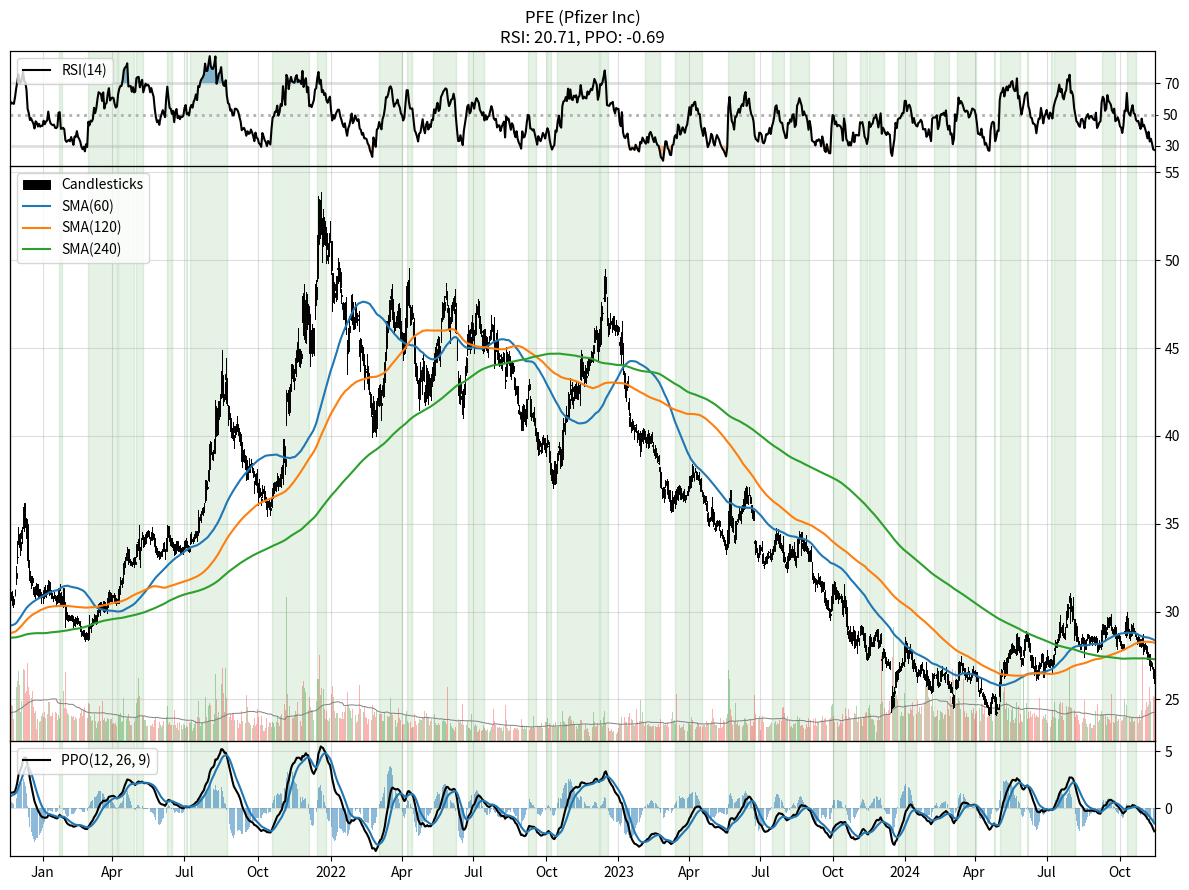 PFE (Pfizer Inc)
RSI: 20.71, PPO: -0.69
RSI(14)
70
50
30
Candlesticks
SMA(60)
SMA(120)
SMA(240)
55
50
45
40
35
30
25
PPO(12, 26, 9)
5
0
Jan Apr Jul Oct 2022 Apr Jul Oct 2023 Apr Jul Oct 2024 Apr Jul Oct